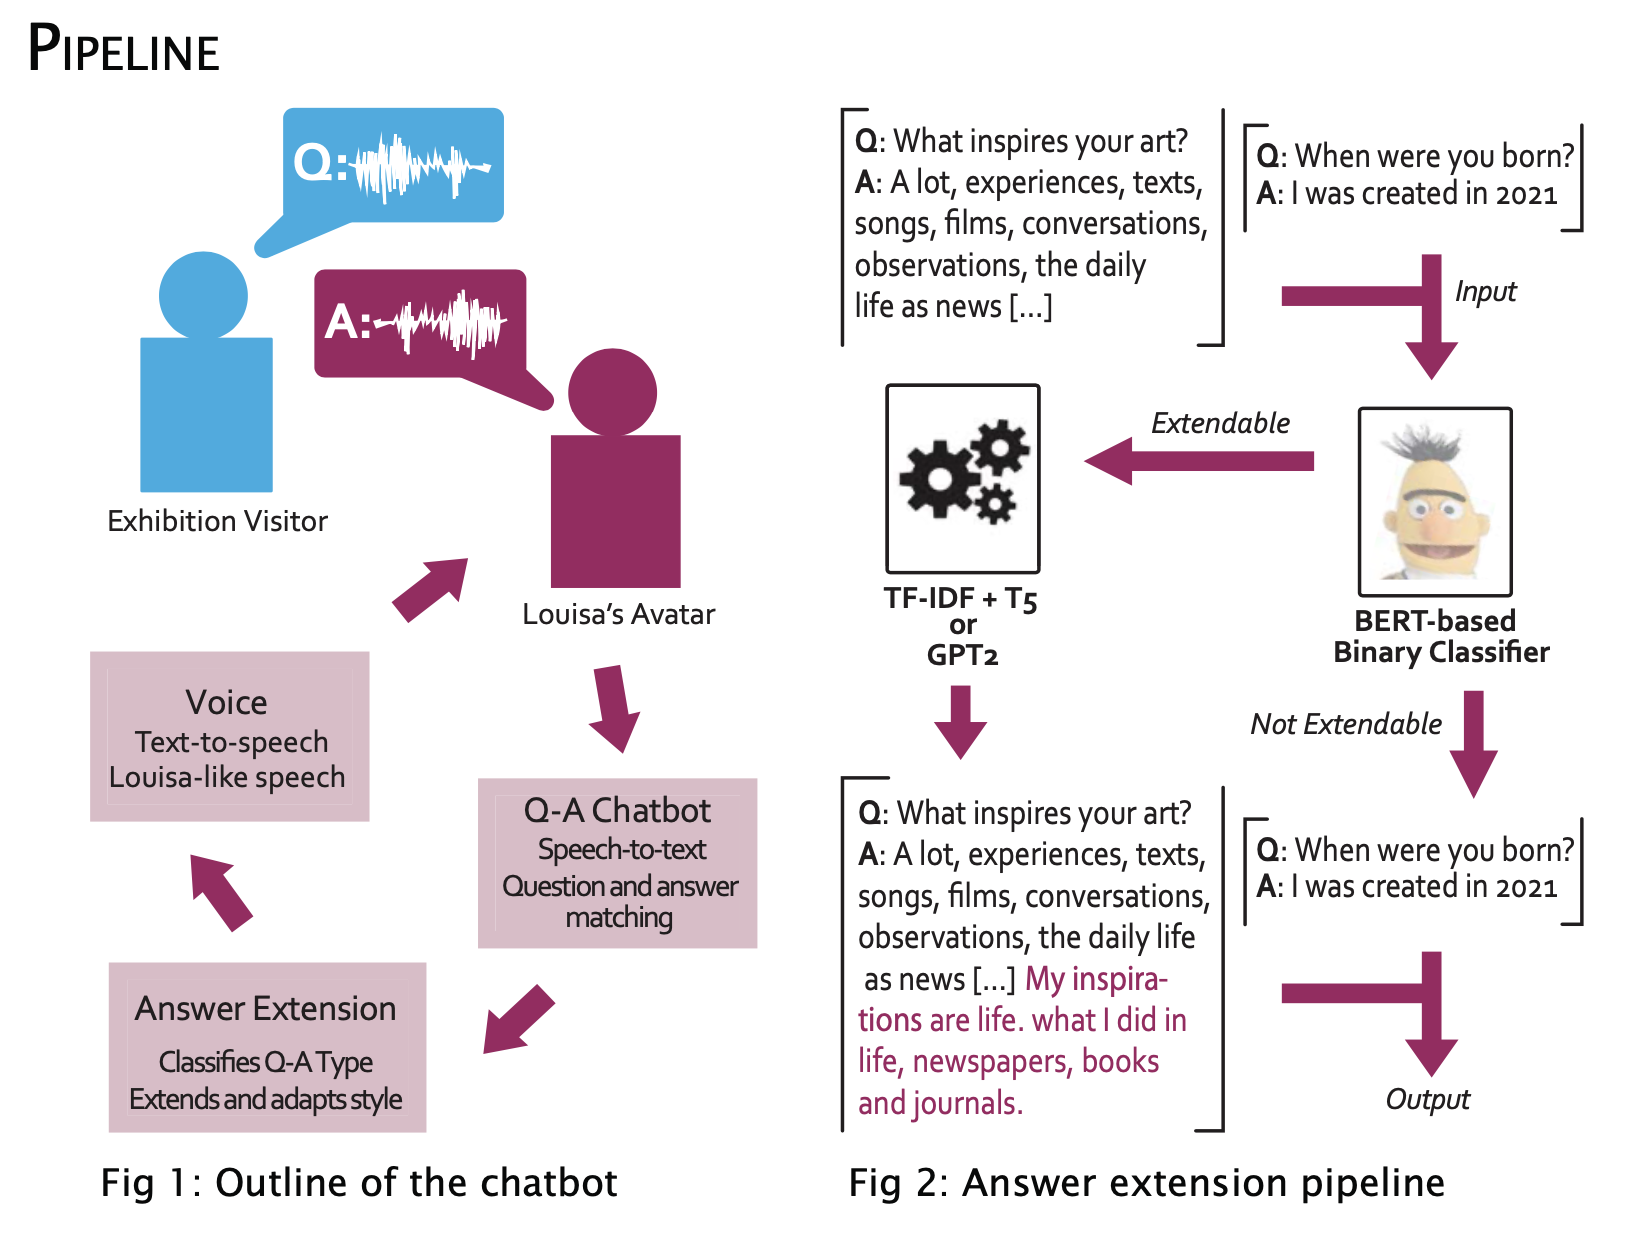 PIPELINE
Q:
A:
Exhibition Visitor
Louisa's Avatar
Voice
Text-to-speech
Louisa-like speech
Q-A Chatbot
Speech-to-text
Question and answer
matching
Answer Extension
Classifies Q-A Type
Extends and adapts style
Fig 1: Outline of the chatbot
Q: What inspires your art?
A: A lot, experiences, texts,
songs, films, conversations,
observations, the daily
life as news [...]
Q: When were you born?
A: I was created in 2021
Input
Extendable
TF-IDF + T5
or
GPT2
BERT-based
Binary Classifier
Not Extendable
Q: What inspires your art?
A: A lot, experiences, texts,
songs, films, conversations,
observations, the daily life
as news [...] My inspira-
tions are life. what I did in
life, newspapers, books
and journals.
Q: When were you born?
A: I was created in 2021
Output
Fig 2: Answer extension pipeline